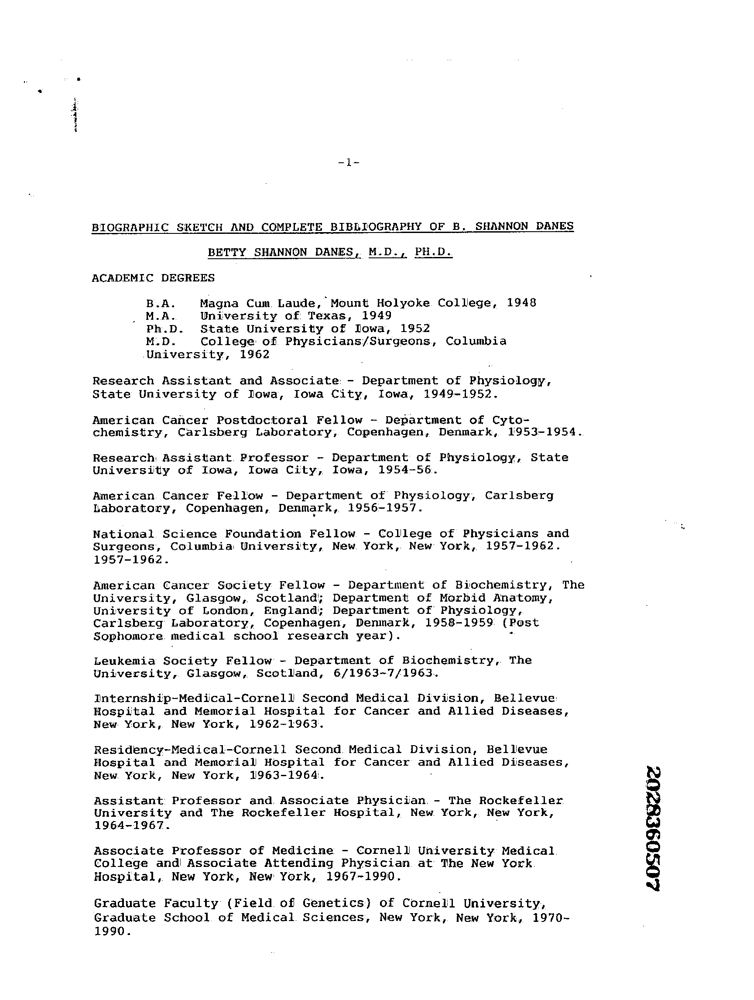 -1-
BIOGRAPHIC SKETCH AND COMPLETE BIBLIOGRAPHY OF B. SHANNON DANES
BETTY SHANNON DANES, M.D., PH.D.
ACADEMIC DEGREES
B.A. Magna Cum Laude, Mount Holyoke College, 1948
M.A. University of Texas, 1949
Ph.D. State University of Iowa, 1952
M.D. College of Physicians/Surgeons, Columbia
University, 1962
Research Assistant and Associate - Department of Physiology,
State University of Iowa, Iowa City, Iowa, 1949-1952.
American Cancer Postdoctoral Fellow - Department of Cyto-
chemistry, Carlsberg Laboratory, Copenhagen, Denmark, 1953-1954.
Research Assistant Professor - Department of Physiology, State
University of Iowa, Iowa City, Iowa, 1954-56.
American Cancer Fellow - Department of Physiology, Carlsberg
Laboratory, Copenhagen, Denmark, 1956-1957.
National Science Foundation Fellow - College of Physicians and
Surgeons, Columbia University, New York, New York, 1957-1962.
1957-1962.
American Cancer Society Fellow - Department of Biochemistry, The
University, Glasgow, Scotland; Department of Morbid Anatomy,
University of London, England; Department of Physiology,
Carlsberg Laboratory, Copenhagen, Denmark, 1958-1959 (Post
Sophomore medical school research year).
Leukemia Society Fellow - Department of Biochemistry, The
University, Glasgow, Scotland, 6/1963-7/1963.
Internship-Medical-Cornell Second Medical Division, Bellevue
Hospital and Memorial Hospital for Cancer and Allied Diseases,
New York, New York, 1962-1963.
Residency-Medical-Cornell Second Medical Division, Bellevue
Hospital and Memorial Hospital for Cancer and Allied Diseases,
New York, New York, 1963-1964.
Assistant Professor and Associate Physician - The Rockefeller
University and The Rockefeller Hospital, New York, New York,
1964-1967.
Associate Professor of Medicine - Cornell University Medical
College and Associate Attending Physician at The New York
Hospital, New York, New York, 1967-1990.
Graduate Faculty (Field of Genetics) of Cornell University,
Graduate School of Medical Sciences, New York, New York, 1970-
1990.
2028360507